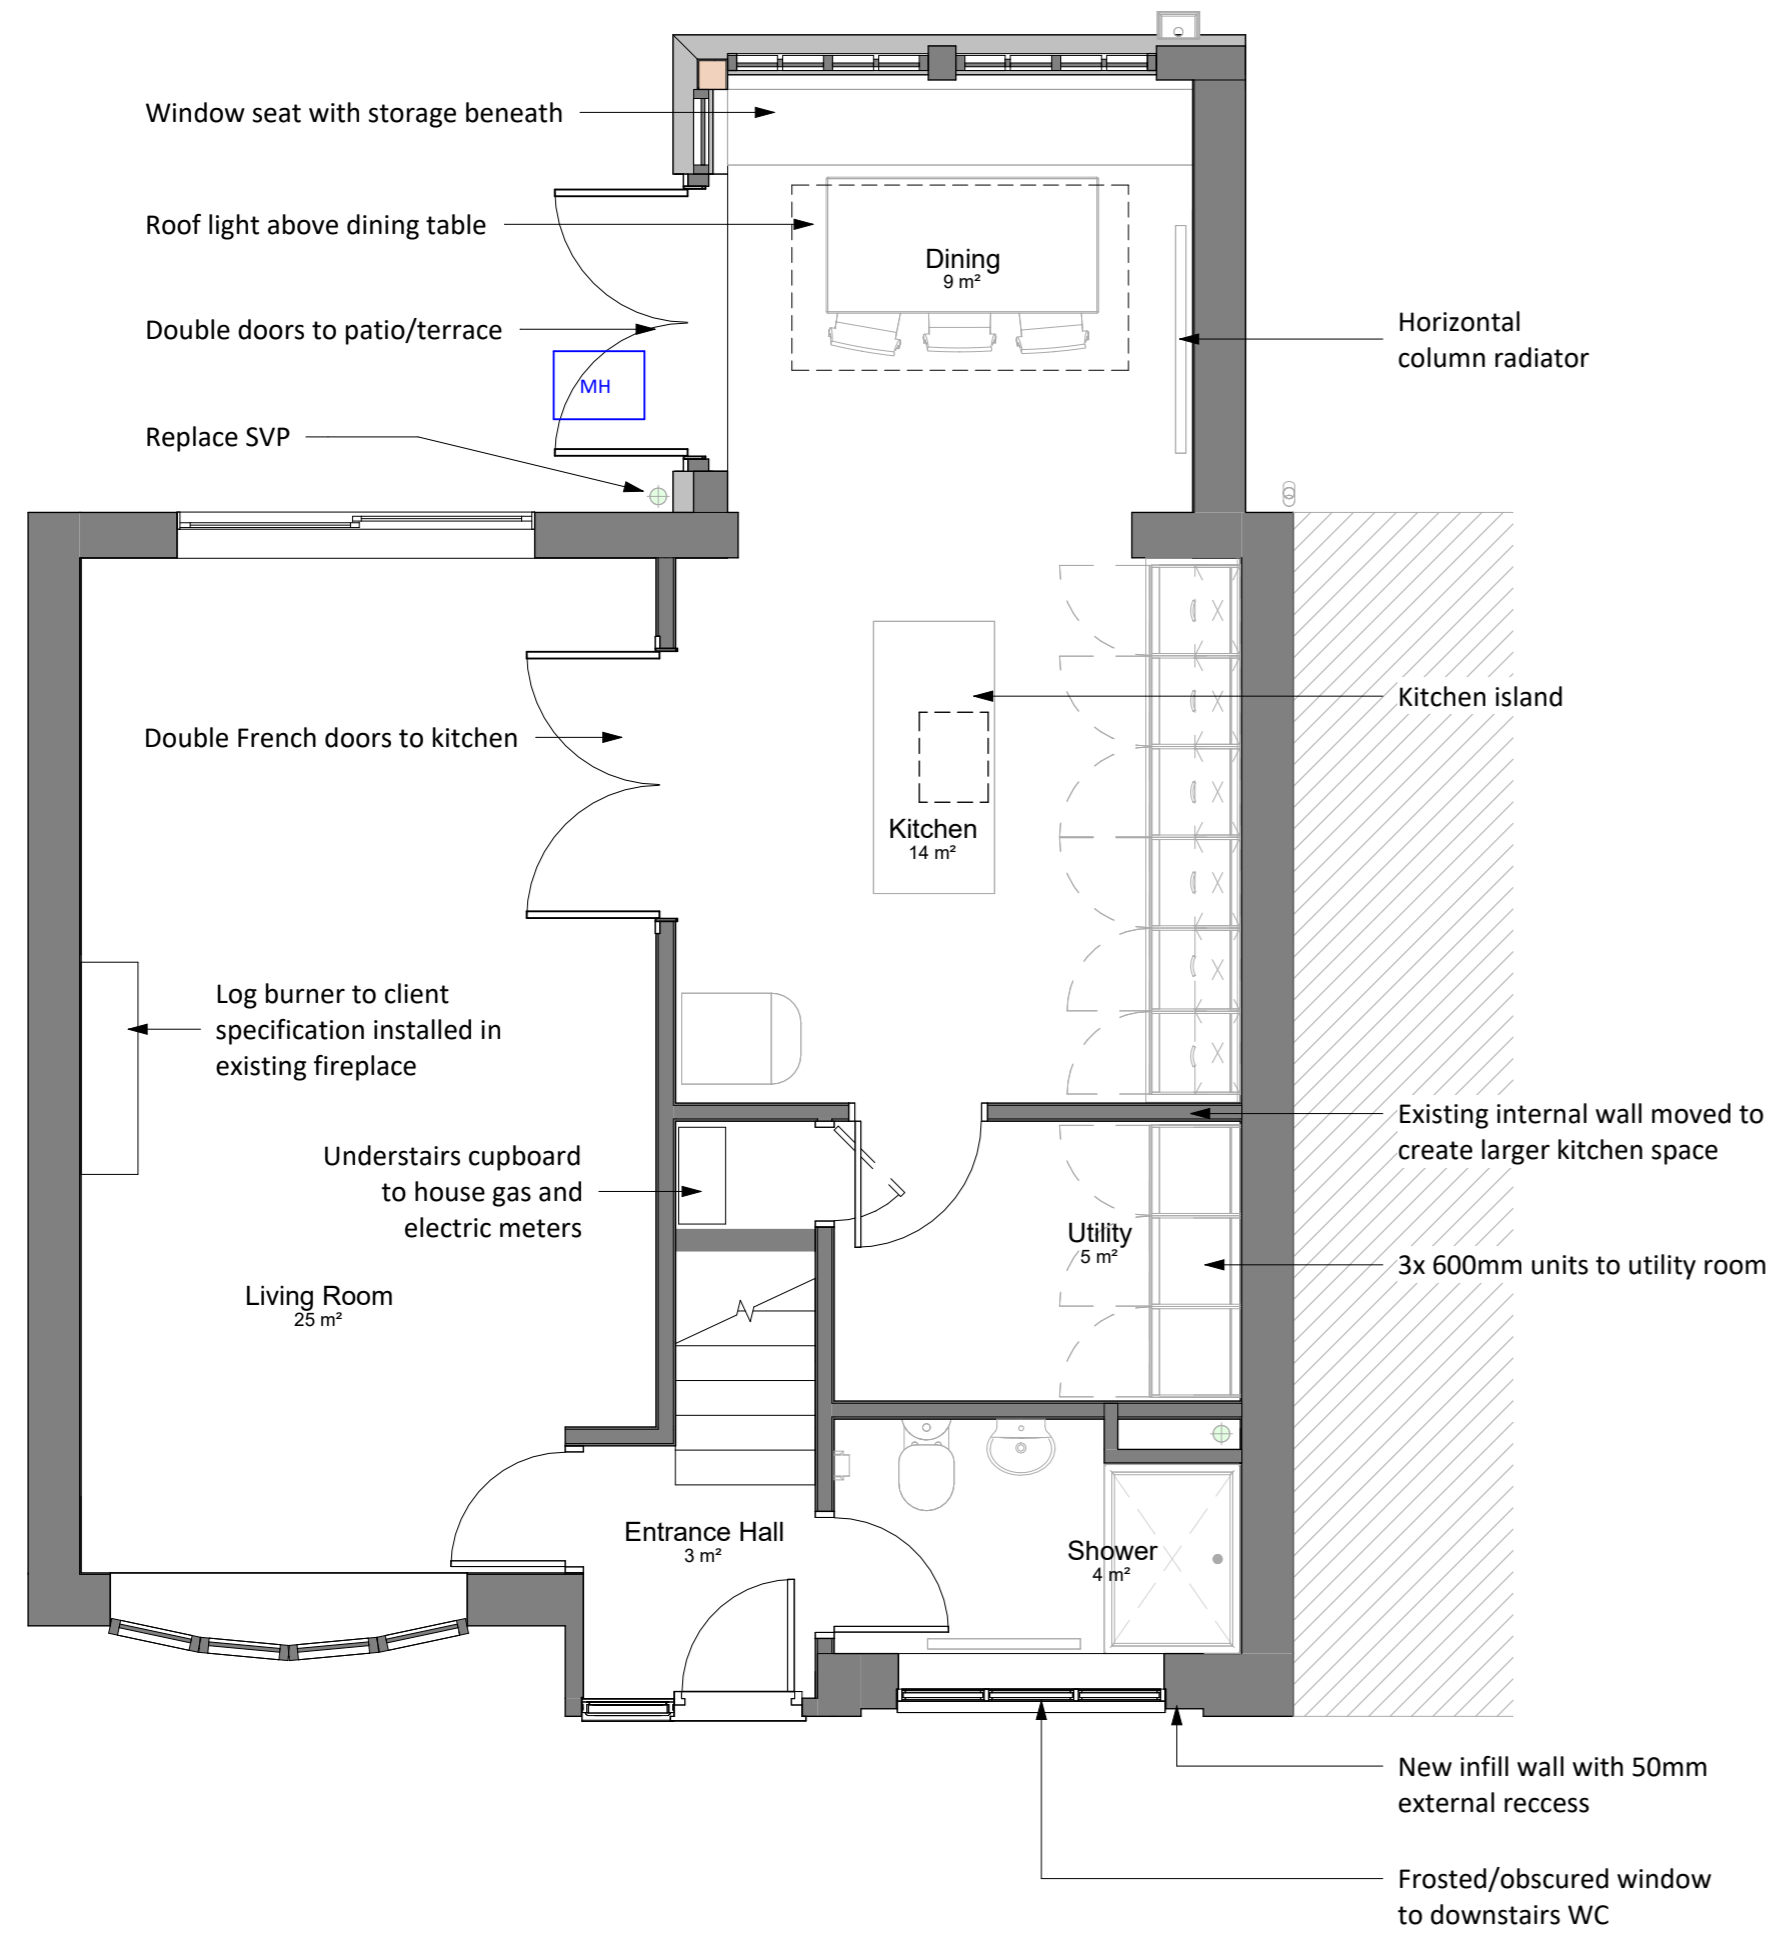 Window seat with storage beneath
Roof light above dining table
Dining
9 m²
Double doors to patio/terrace
Horizontal
column radiator
MH
Replace SVP
Kitchen island
Double French doors to kitchen
Kitchen
14 m²
Log burner to client
specification installed in
existing fireplace
Existing internal wall moved to
create larger kitchen space
Understairs cupboard
to house gas and
electric meters
Utility
5 m²
3x 600mm units to utility room
Living Room
25 m²
Entrance Hall
3 m²
Shower
4 m²
New infill wall with 50mm
external reccess
Frosted/obscured window
to downstairs WC